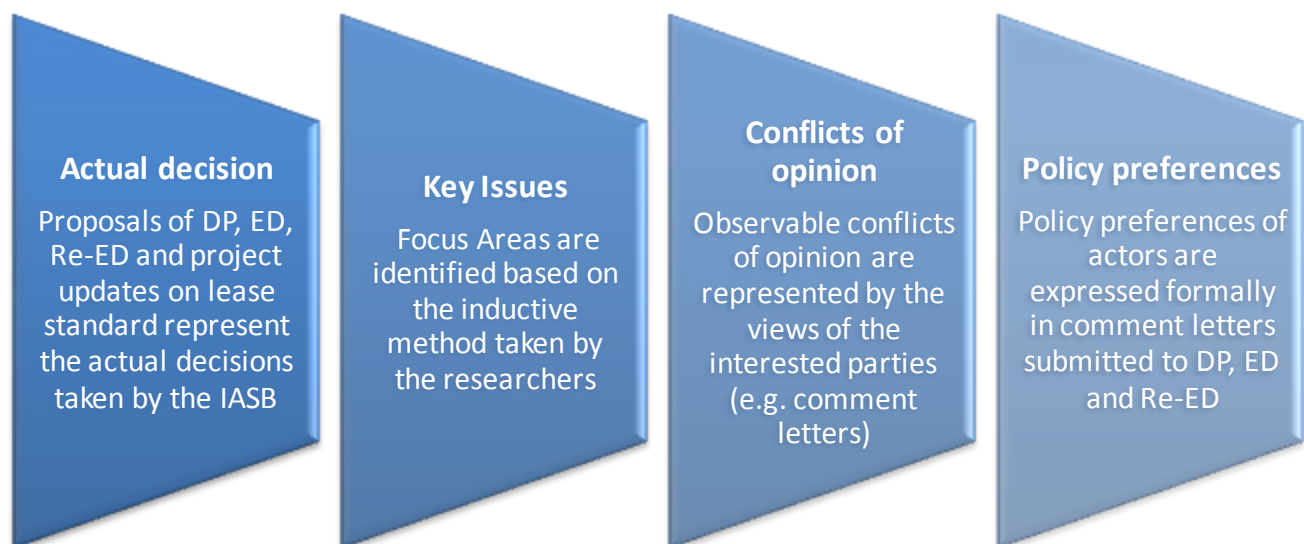 Actual decision
Proposals of DP, ED,
Re-ED and project
updates on lease
standard represent
the actual decisions
taken by the IASB
Key Issues
Focus Areas are
identified based on
the inductive
method taken by
the researchers
Conflicts of
opinion
Observable conflicts
of opinion are
represented by the
views of the
interested parties
(e.g. comment
letters)
Policy preferences
Policy preferences of
actors are
expressed formally
in comment letters
submitted to DP, ED
and Re-ED